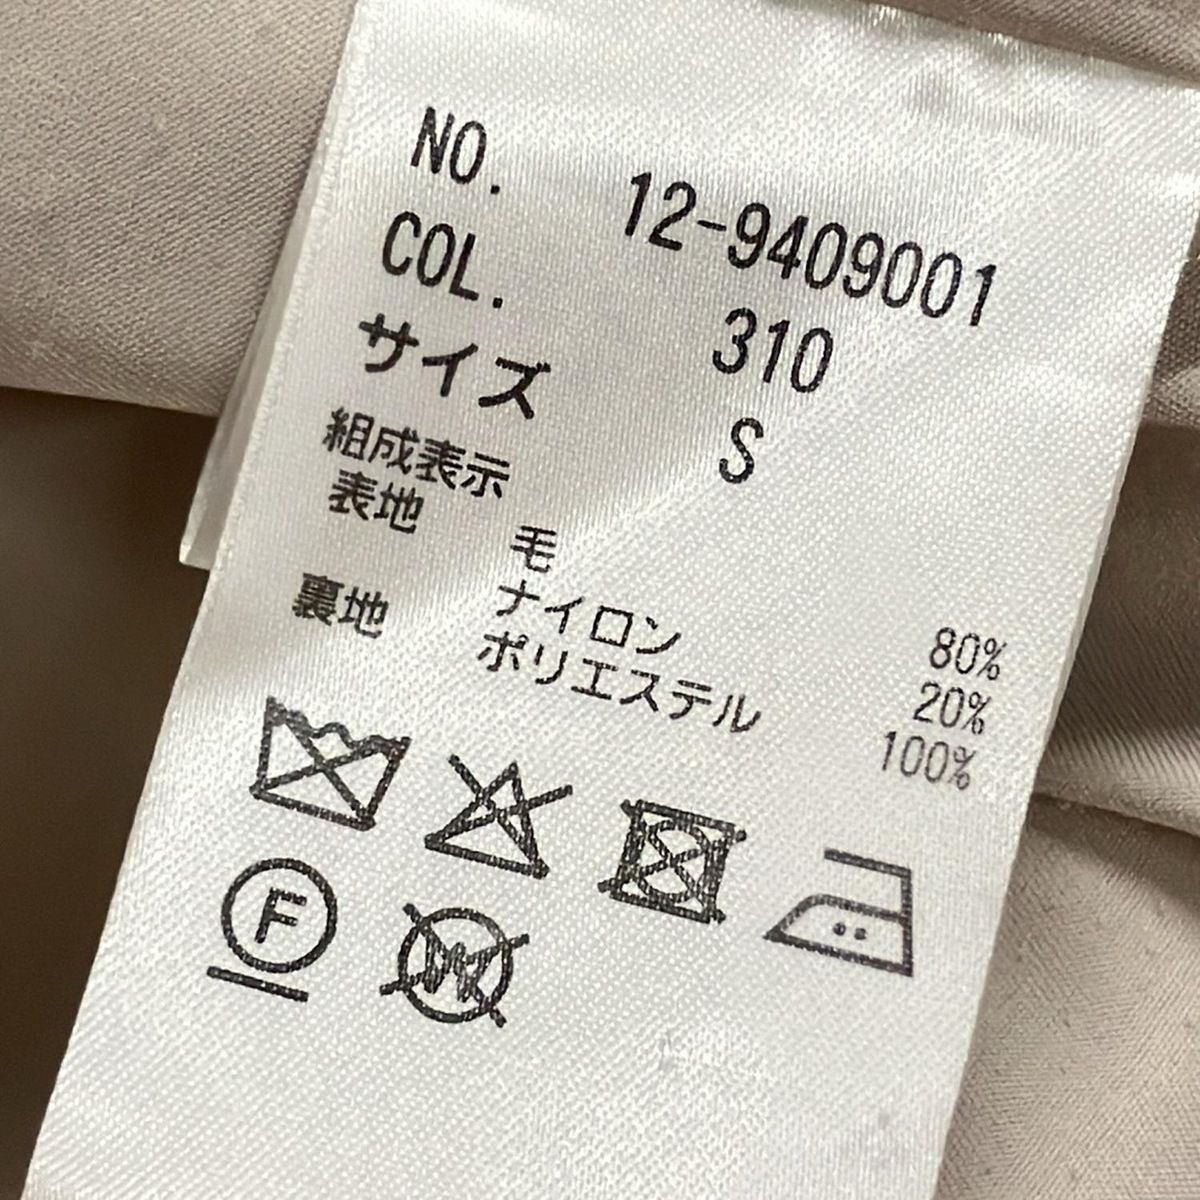 NO. 12-9409001
COL. 310
サイズ S
組成表示
表地 毛 80%
ナイロン 20%
裏地 ポリエステル 100%
F
W